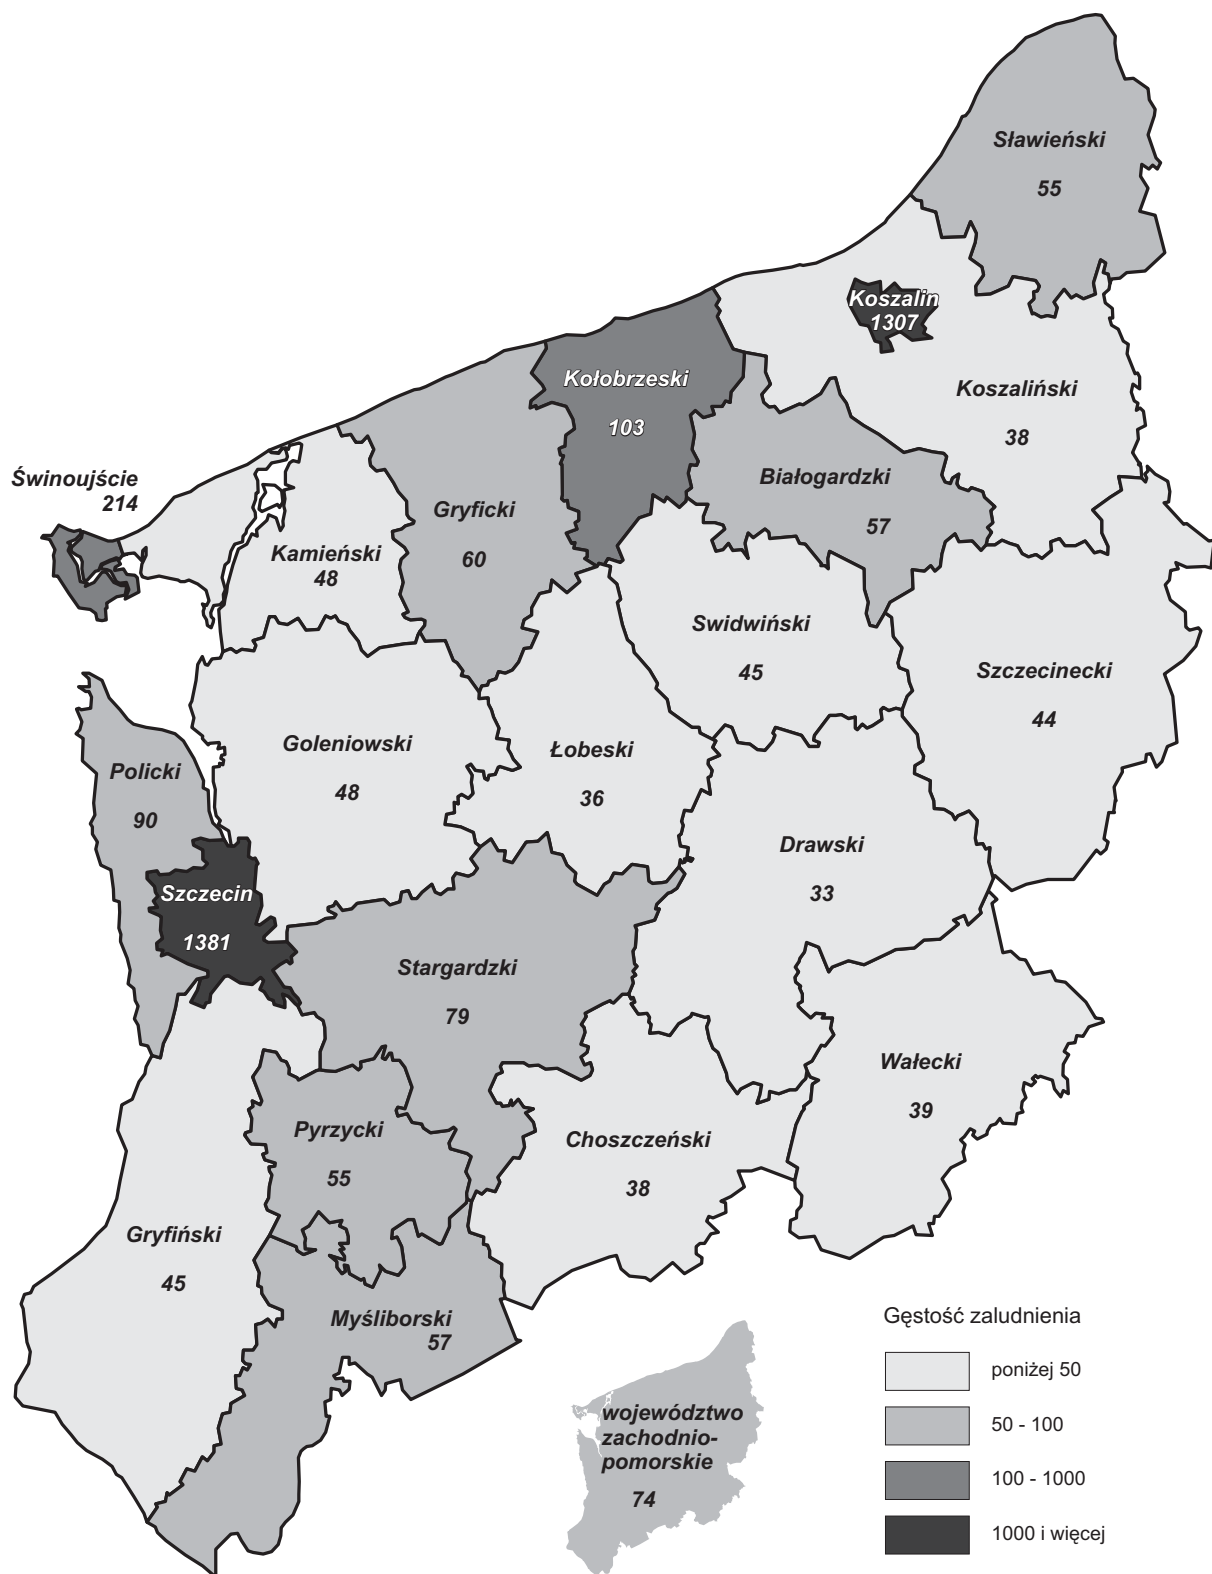 Sławieński
55
Koszalin
1307
Kołobrzeski
103
Koszaliński
38
Świnoujście
214
Białogardzki
57
Gryficki
60
Kamieński
48
Swidwiński
45
Szczecinecki
44
Goleniowski
48
Łobeski
36
Policki
90
Drawski
33
Szczecin
1381
Stargardzki
79
Wałecki
39
Pyrzycki
55
Choszczeński
38
Gryfiński
45
Myśliborski
57
Gęstość zaludnienia
poniżej 50
50 - 100
100 - 1000
1000 i więcej
województwo
zachodnio-
pomorskie
74